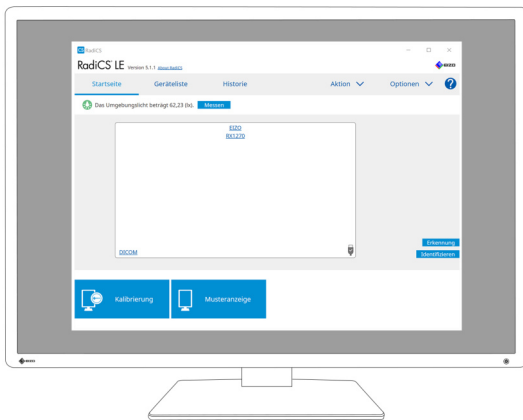 RadiCS
RadiCS® LE Version 5.1.1 About RadiCS
EIZO
Startseite Geräteliste Historie Aktion Optionen ?
Das Umgebungslicht beträgt 62,23 (lx). Messen
EIZO
RX1270
DICOM
Erkennung
Identifizieren
Kalibrierung Musteranzeige
EIZO